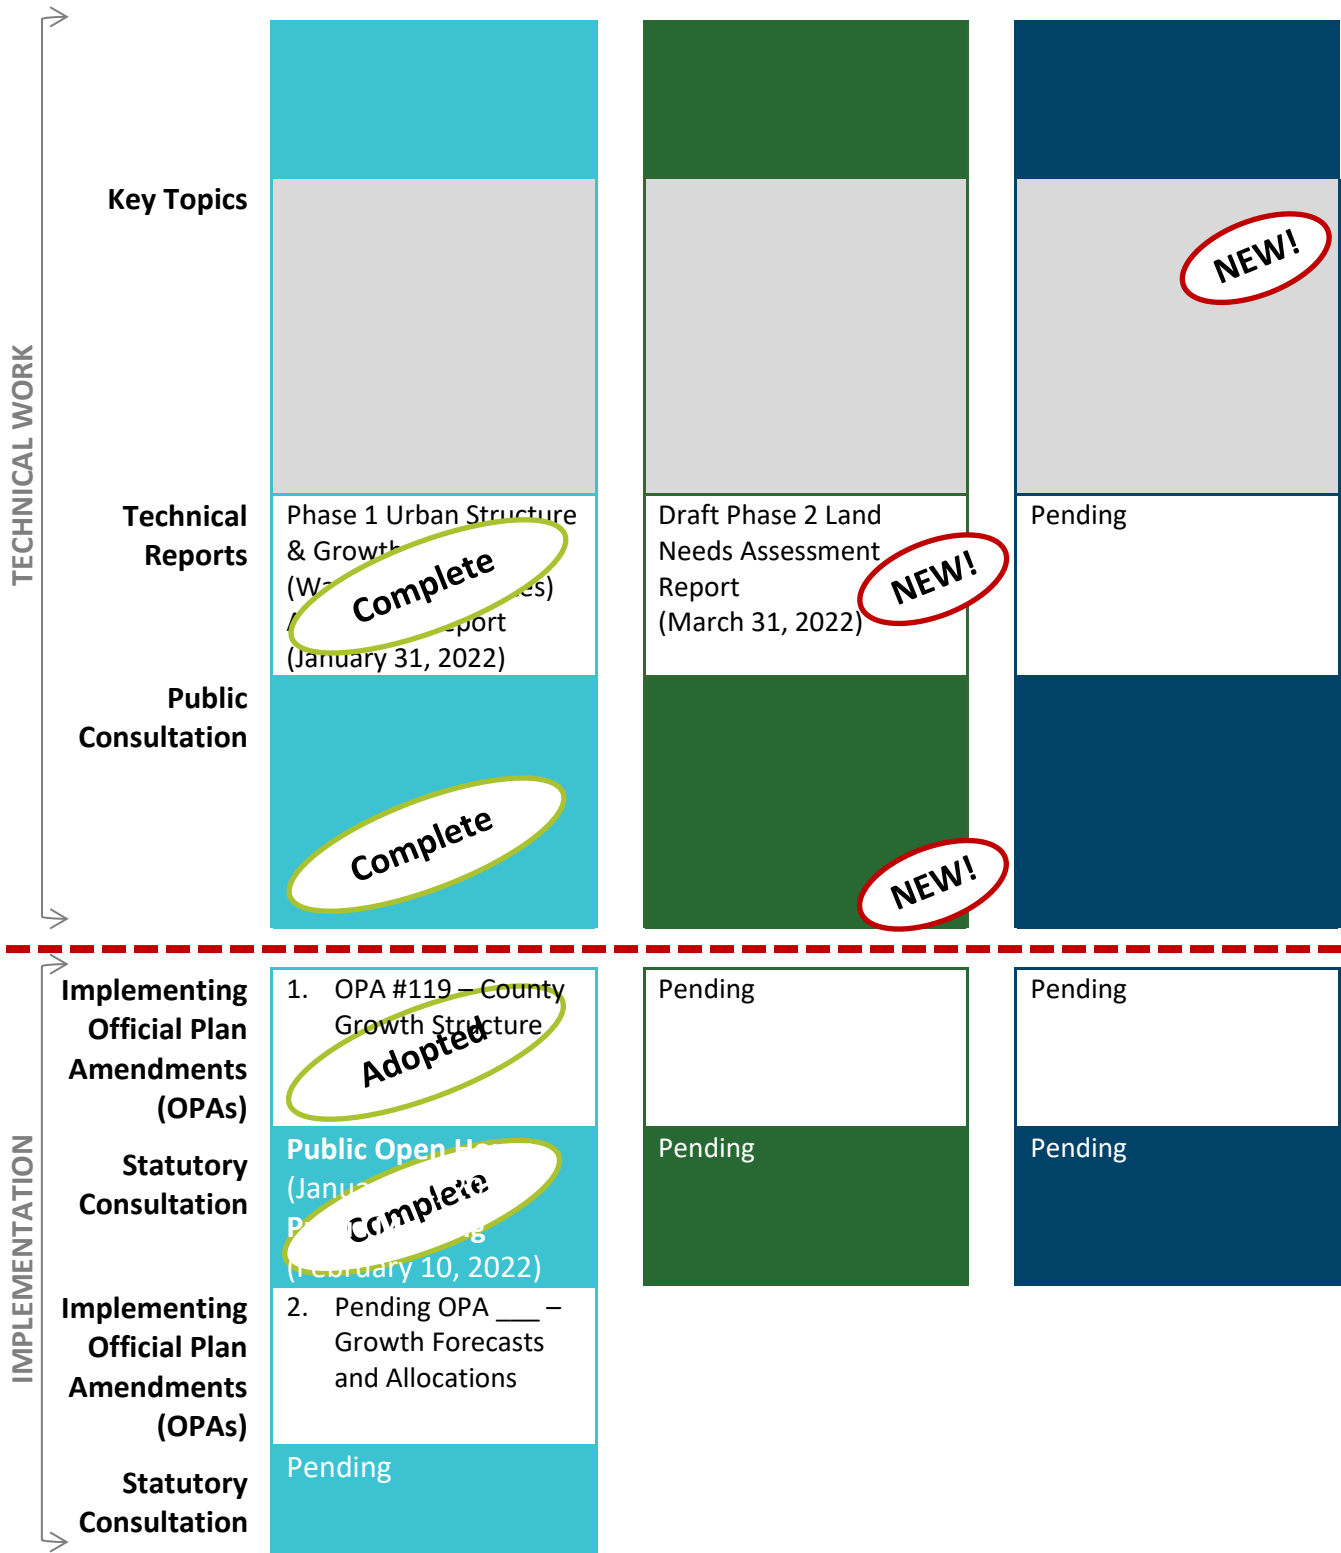 TECHNICAL WORK
Key Topics
NEW!
Technical
Reports
Phase 1 Urban Structure
& Growth
(January 31, 2022)
Complete
Draft Phase 2 Land
Needs Assessment
Report
(March 31, 2022)
NEW!
Pending
Public
Consultation
Complete
NEW!
IMPLEMENTATION
Implementing
Official Plan
Amendments
(OPAs)
1. OPA #119 – County
Growth Structure
Adopted
Pending
Pending
Statutory
Consultation
Public Open
(February 10, 2022)
Complete
Pending
Pending
Implementing
Official Plan
Amendments
(OPAs)
2. Pending OPA ___ –
Growth Forecasts
and Allocations
Statutory
Consultation
Pending